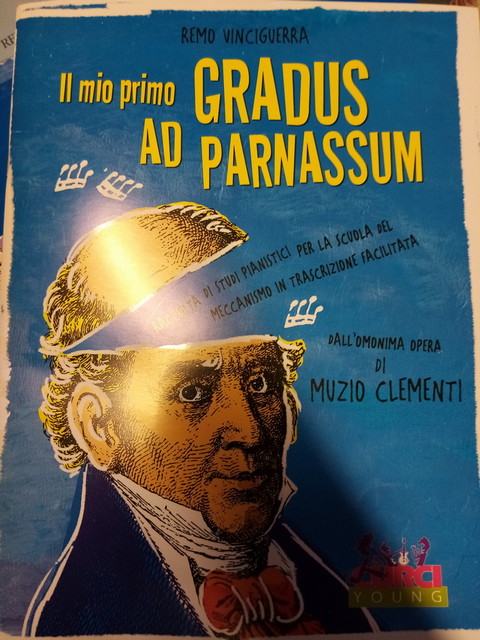 REMO VINCIGUERRA
Il mio primo GRADUS
AD PARNASSUM
DI STUDI PIANISTICI PER LA SCUOLA DEL
MECCANISMO IN TRASCRIZIONE FACILITATA
DALL'OMONIMA OPERA
DI
MUZIO CLEMENTI
CURCI
YOUNG